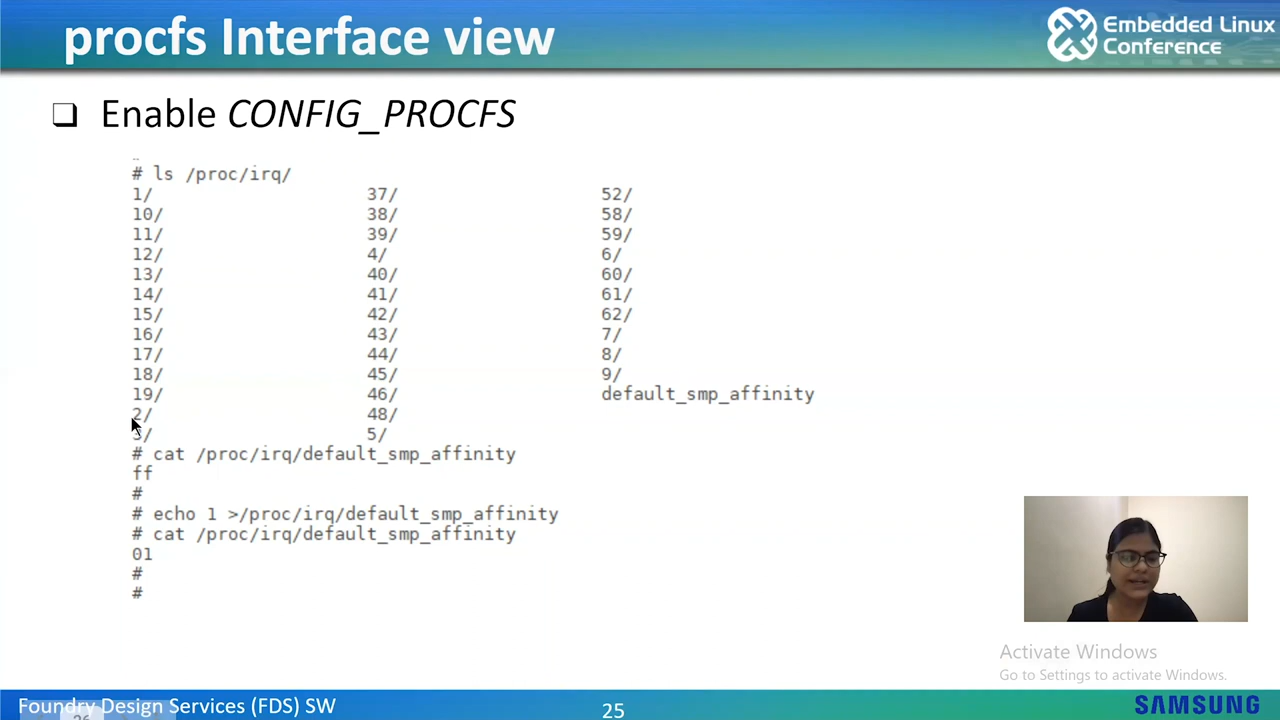 procfs Interface view
Embedded Linux
Conference
❑ Enable CONFIG_PROCFS
# ls /proc/irq/
1/ 37/ 52/
10/ 38/ 58/
11/ 39/ 59/
12/ 4/ 6/
13/ 40/ 60/
14/ 41/ 61/
15/ 42/ 62/
16/ 43/ 7/
17/ 44/ 8/
18/ 45/ 9/
19/ 46/ default_smp_affinity
2/ 48/
3/ 5/
# cat /proc/irq/default_smp_affinity
ff
#
# echo 1 >/proc/irq/default_smp_affinity
# cat /proc/irq/default_smp_affinity
01
#
#
Activate Windows
Go to Settings to activate Windows.
Foundry Design Services (FDS) SW
25
SAMSUNG